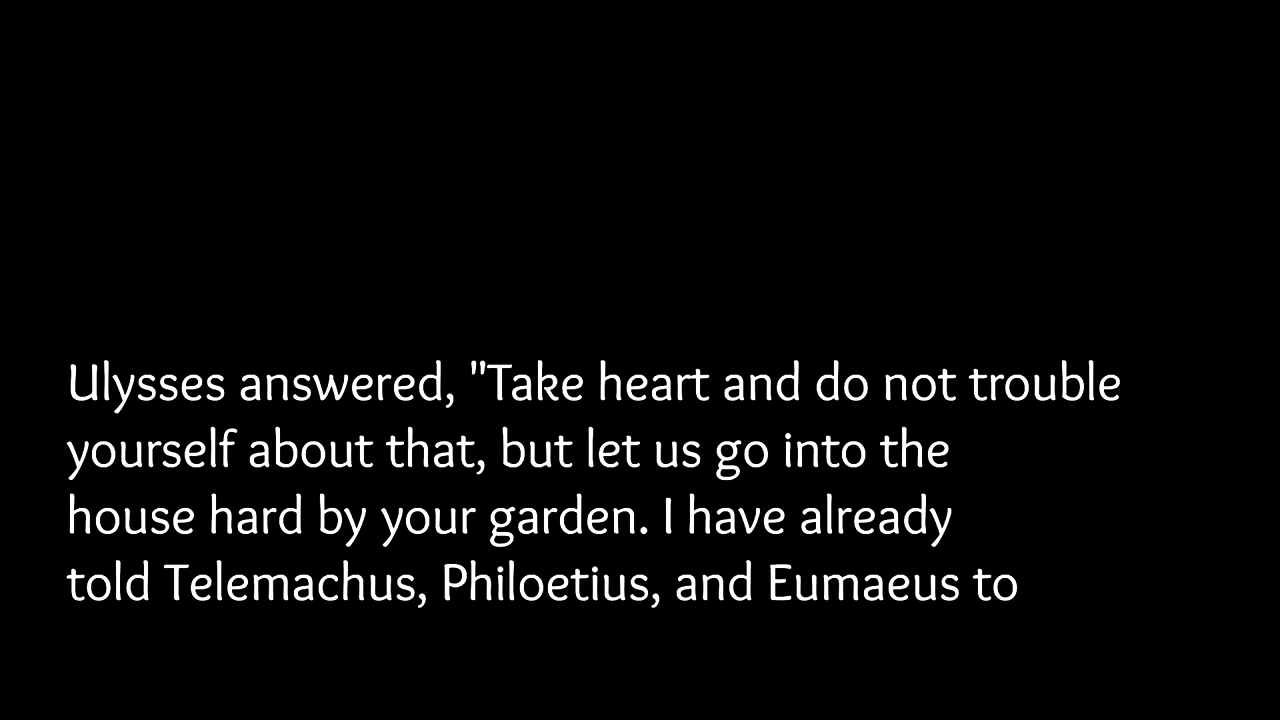 Ulysses answered, "Take heart and do not trouble
yourself about that, but let us go into the
house hard by your garden. I have already
told Telemachus, Philoetius, and Eumaeus to